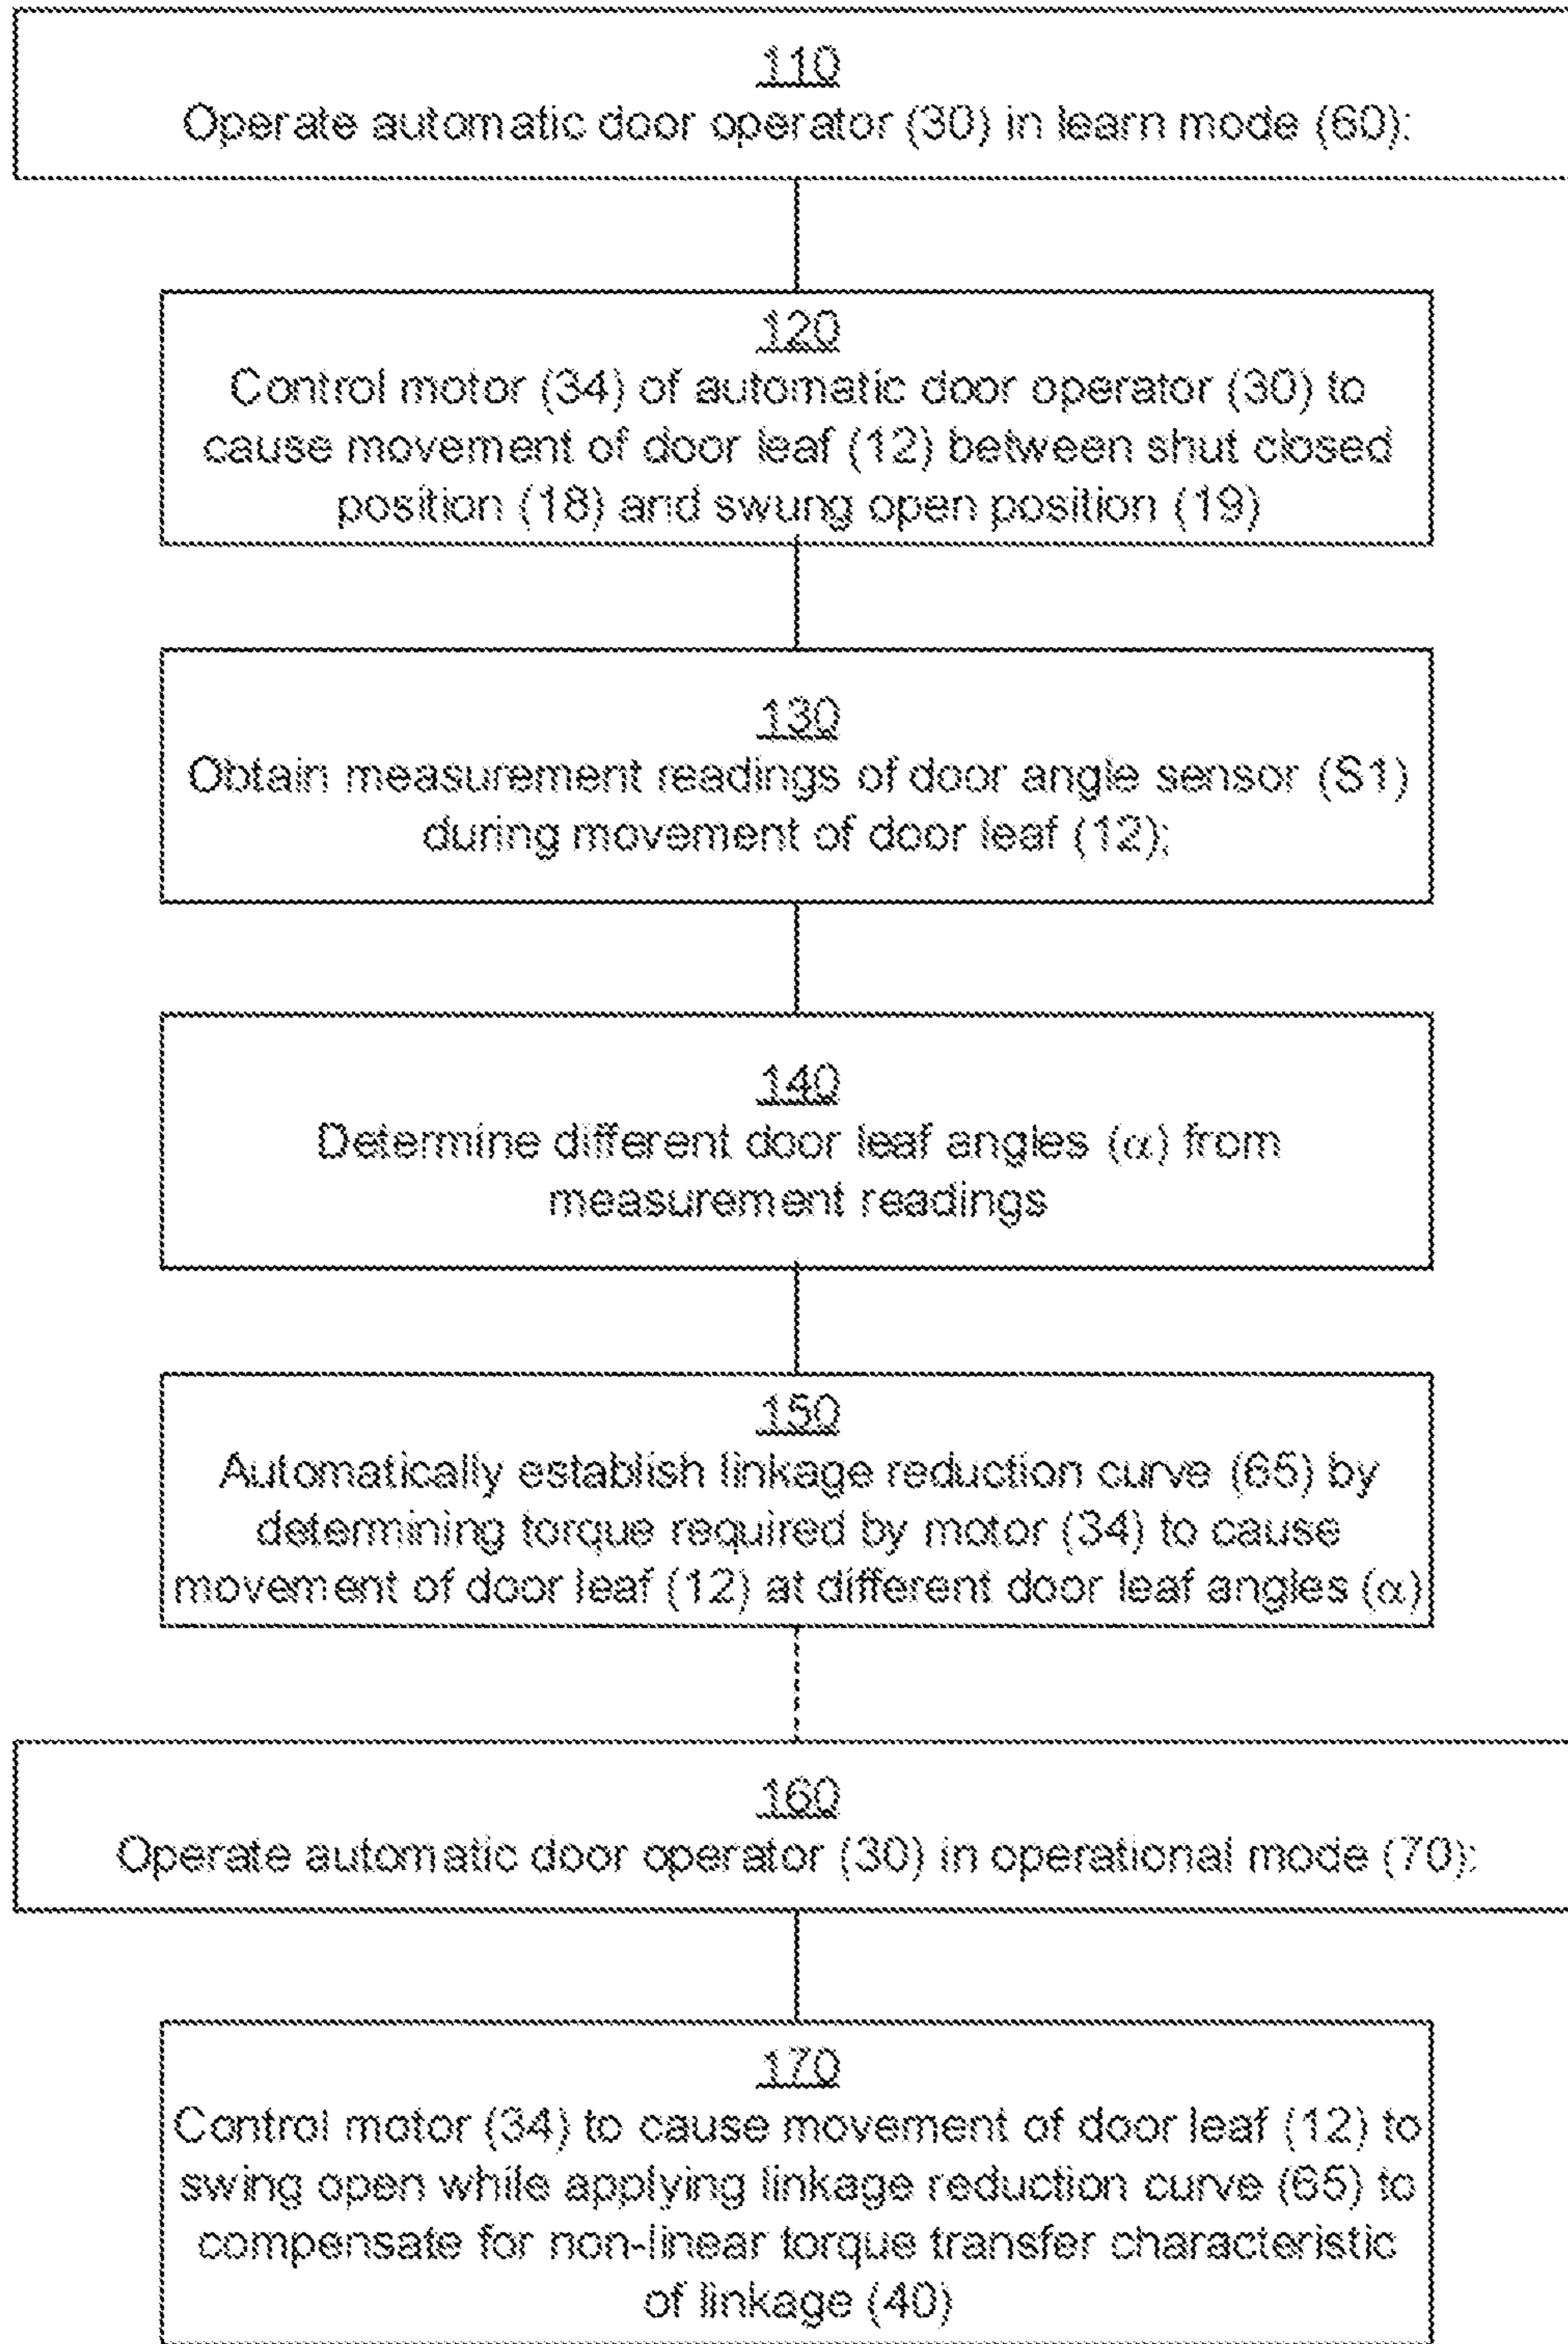 110
Operate automatic door operator (30) in learn mode (60):
120
Control motor (34) of automatic door operator (30) to
cause movement of door leaf (12) between shut closed
position (18) and swung open position (19)
130
Obtain measurement readings of door angle sensor (S1)
during movement of door leaf (12);
140
Determine different door leaf angles (α) from
measurement readings
150
Automatically establish linkage reduction curve (65) by
determining torque required by motor (34) to cause
movement of door leaf (12) at different door leaf angles (α)
160
Operate automatic door operator (30) in operational mode (70):
170
Control motor (34) to cause movement of door leaf (12) to
swing open while applying linkage reduction curve (65) to
compensate for non-linear torque transfer characteristic
of linkage (40)